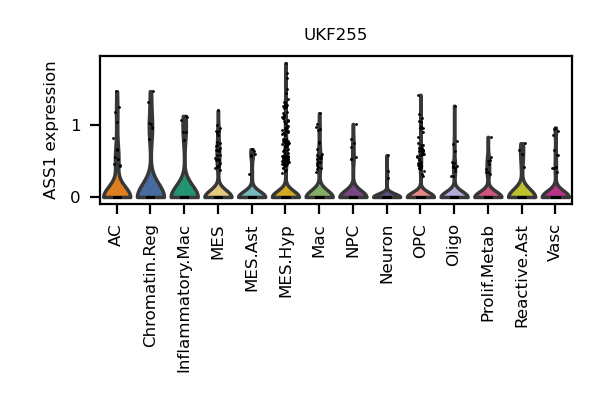 UKF255
ASS1 expression
1
0
AC
Chromatin.Reg
Inflammatory.Mac
MES
MES.Ast
MES.Hyp
Mac
NPC
Neuron
OPC
Oligo
Prolif.Metab
Reactive.Ast
Vasc